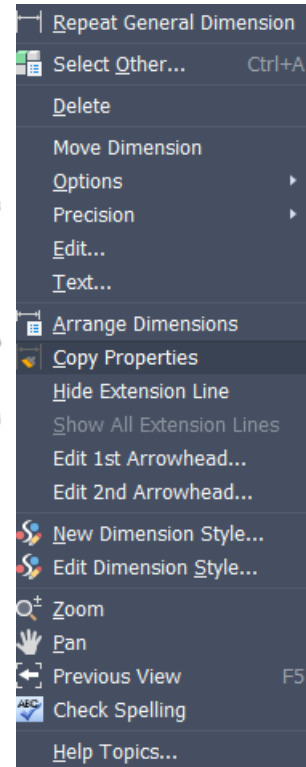 Repeat General Dimension
Select Other... Ctrl+A
Delete
Move Dimension
Options
Precision
Edit...
Text...
Arrange Dimensions
Copy Properties
Hide Extension Line
Show All Extension Lines
Edit 1st Arrowhead...
Edit 2nd Arrowhead...
New Dimension Style...
Edit Dimension Style...
Zoom
Pan
Previous View F5
ABC Check Spelling
Help Topics...